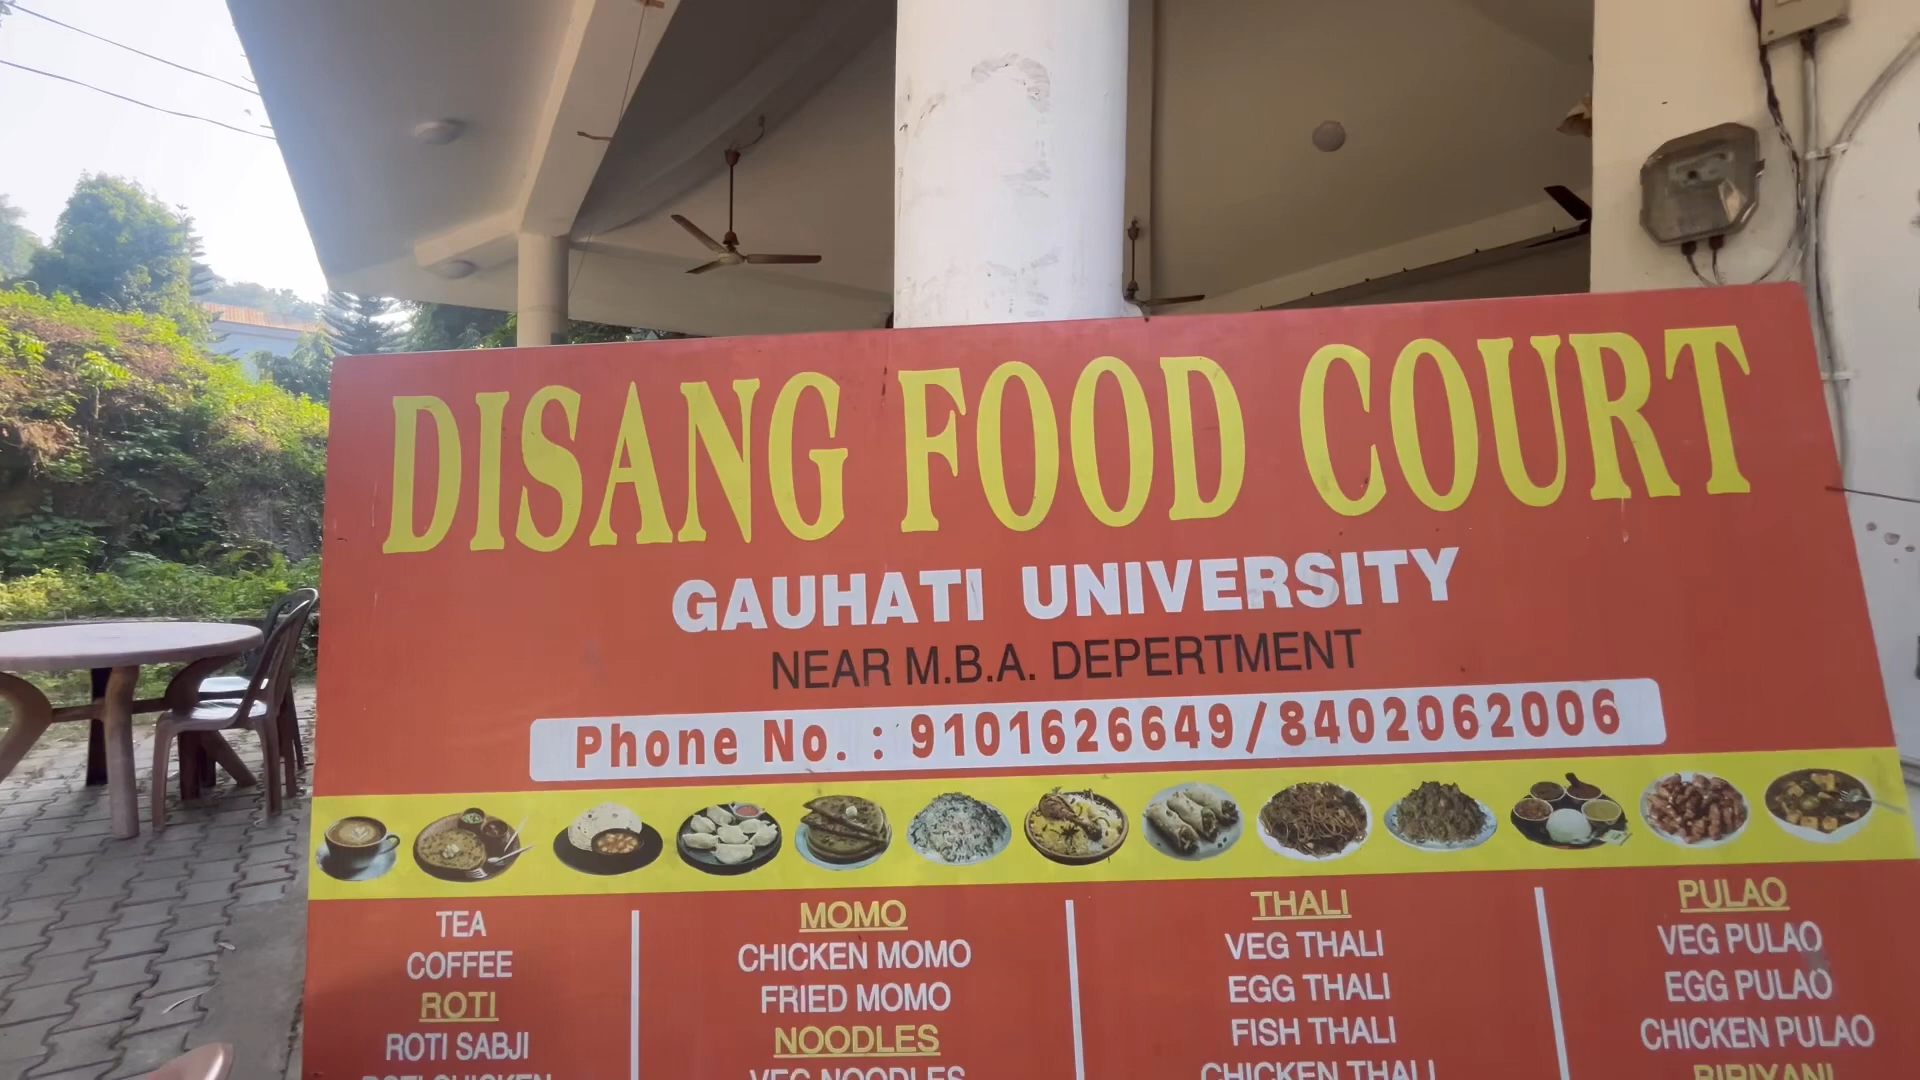 DISANG FOOD COURT
GAUHATI UNIVERSITY
NEAR M.B.A. DEPERTMENT
Phone No. : 9101626649/8402062006
TEA
COFFEE
ROTI
ROTI SABJI
ROTI CHICKEN
MOMO
CHICKEN MOMO
FRIED MOMO
NOODLES
VEG NOODLES
THALI
VEG THALI
EGG THALI
FISH THALI
CHICKEN THALI
PULAO
VEG PULAO
EGG PULAO
CHICKEN PULAO
BIRIYANI